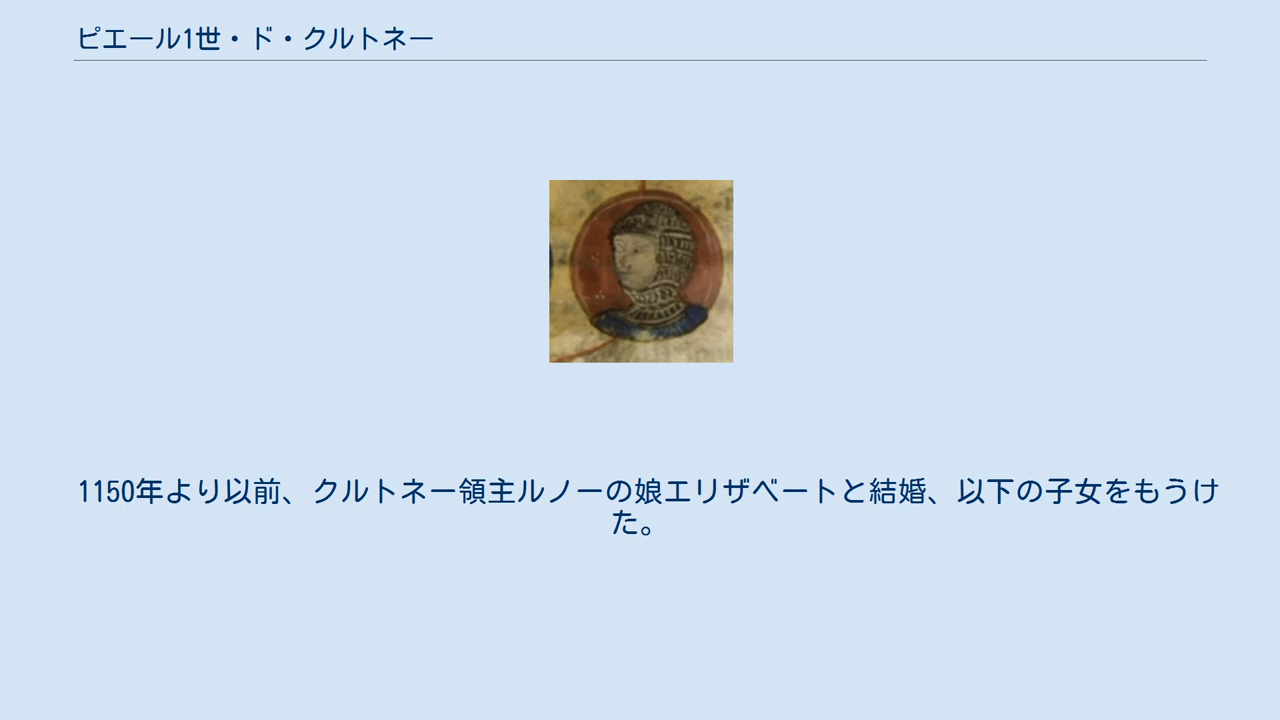 ピエール1世・ド・クルトネー
1150年より以前、クルトネー領主ルノーの娘エリザベートと結婚、以下の子女をもうけ
た。